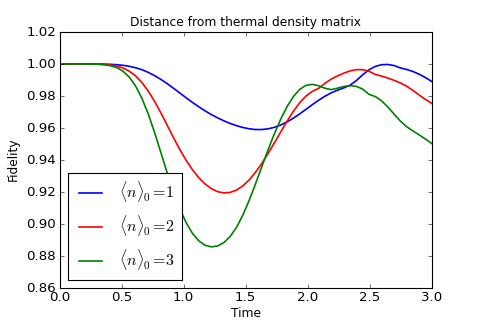 Distance from thermal density matrix
1.02
1.00
0.98
0.96
0.94
0.92
0.90
0.88
0.86
Fidelity
⟨n⟩₀=1
⟨n⟩₀=2
⟨n⟩₀=3
0.0 0.5 1.0 1.5 2.0 2.5 3.0
Time